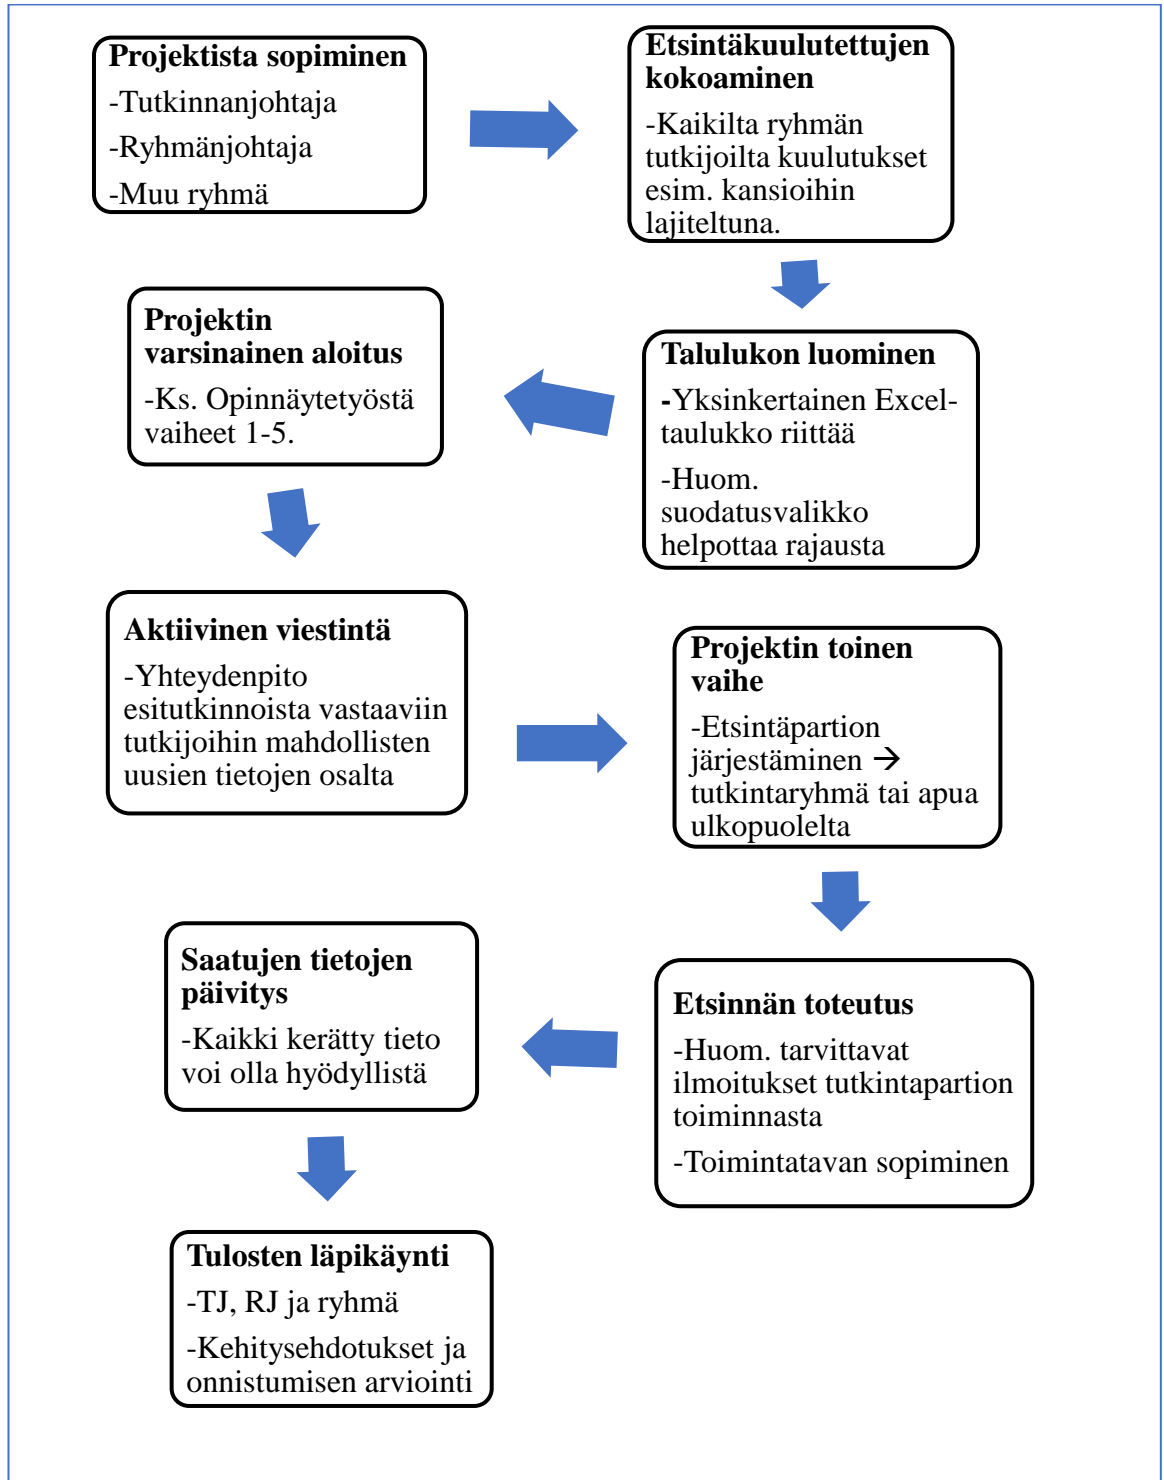 Projektista sopiminen
-Tutkinnanjohtaja
-Ryhmänjohtaja
-Muu ryhmä
Etsintäkuulutettujen
kokoaminen
-Kaikilta ryhmän
tutkijoilta kuulutukset
esim. kansioihin
lajiteltuna.
Talulukon luominen
-Yksinkertainen Excel-
taulukko riittää
-Huom.
suodatusvalikko
helpottaa rajausta
Projektin
varsinainen aloitus
-Ks. Opinnäytetyöstä
vaiheet 1-5.
Aktiivinen viestintä
-Yhteydenpito
esitutkinnoista vastaaviin
tutkijoihin mahdollisten
uusien tietojen osalta
Projektin toinen
vaihe
-Etsintäpartion
järjestäminen →
tutkintaryhmä tai apua
ulkopuolelta
Etsinnän toteutus
-Huom. tarvittavat
ilmoitukset tutkintapartion
toiminnasta
-Toimintatavan sopiminen
Saatujen tietojen
päivitys
-Kaikki kerätty tieto
voi olla hyödyllistä
Tulosten läpikäynti
-TJ, RJ ja ryhmä
-Kehitysehdotukset ja
onnistumisen arviointi